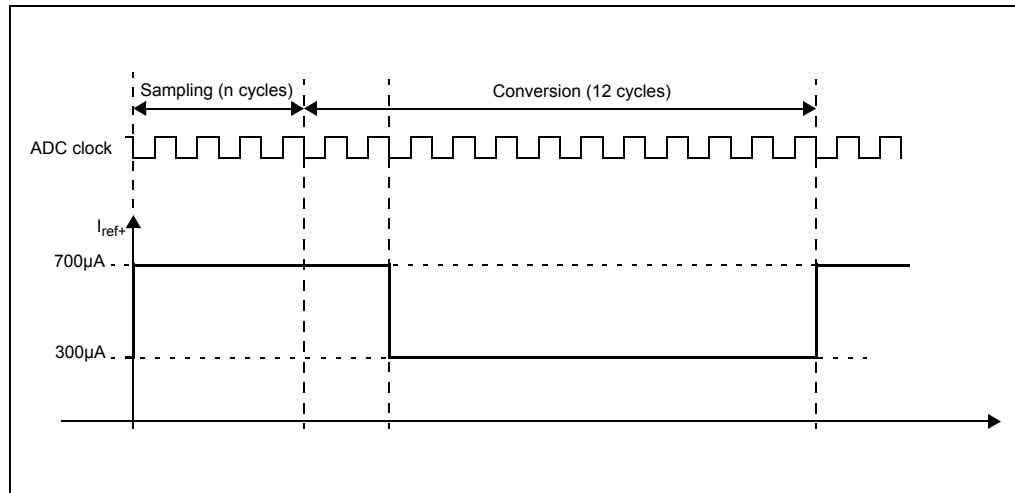 Sampling (n cycles)
Conversion (12 cycles)
ADC clock
Iref+
700µA
300µA